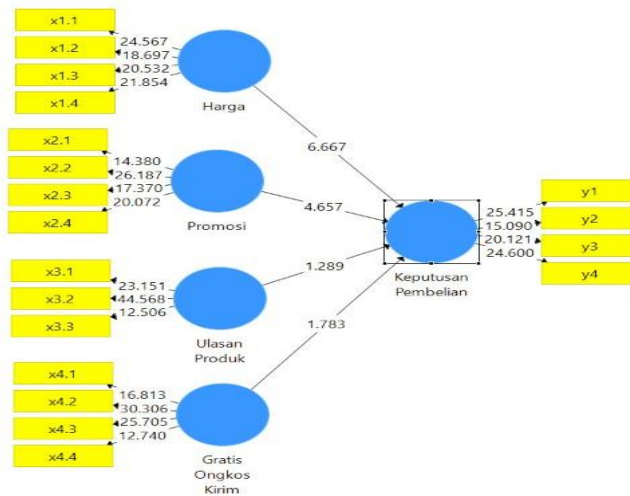 x1.1
x1.2
x1.3
x1.4
24.567
18.697
20.532
21.854
Harga
6.667
x2.1
x2.2
x2.3
x2.4
14.380
26.187
17.370
20.072
Promosi
4.657
x3.1
x3.2
x3.3
23.151
44.568
12.506
Ulasan
Produk
1.289
x4.1
x4.2
x4.3
x4.4
16.813
30.306
25.705
12.740
Gratis
Ongkos
Kirim
1.783
Keputusan
Pembelian
25.415
15.090
20.121
24.600
y1
y2
y3
y4